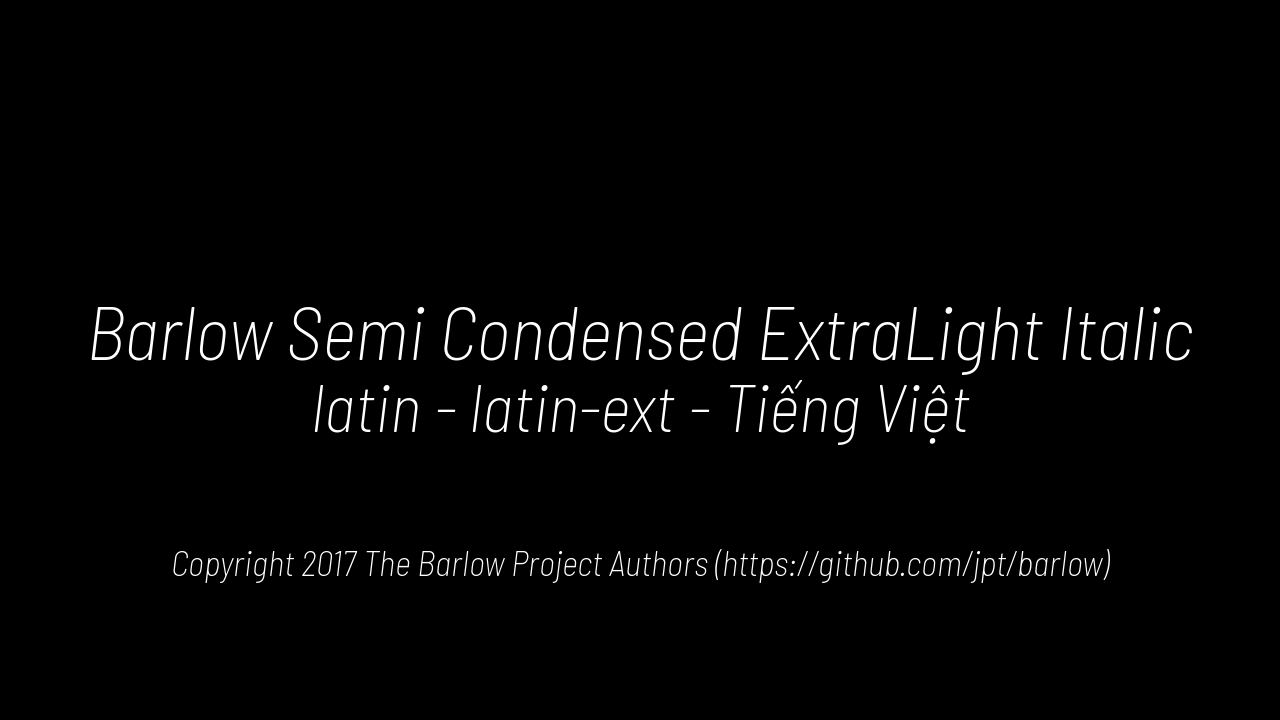 Barlow Semi Condensed ExtraLight Italic
latin - latin-ext - Tiếng Việt
Copyright 2017 The Barlow Project Authors (https://github.com/jpt/barlow)